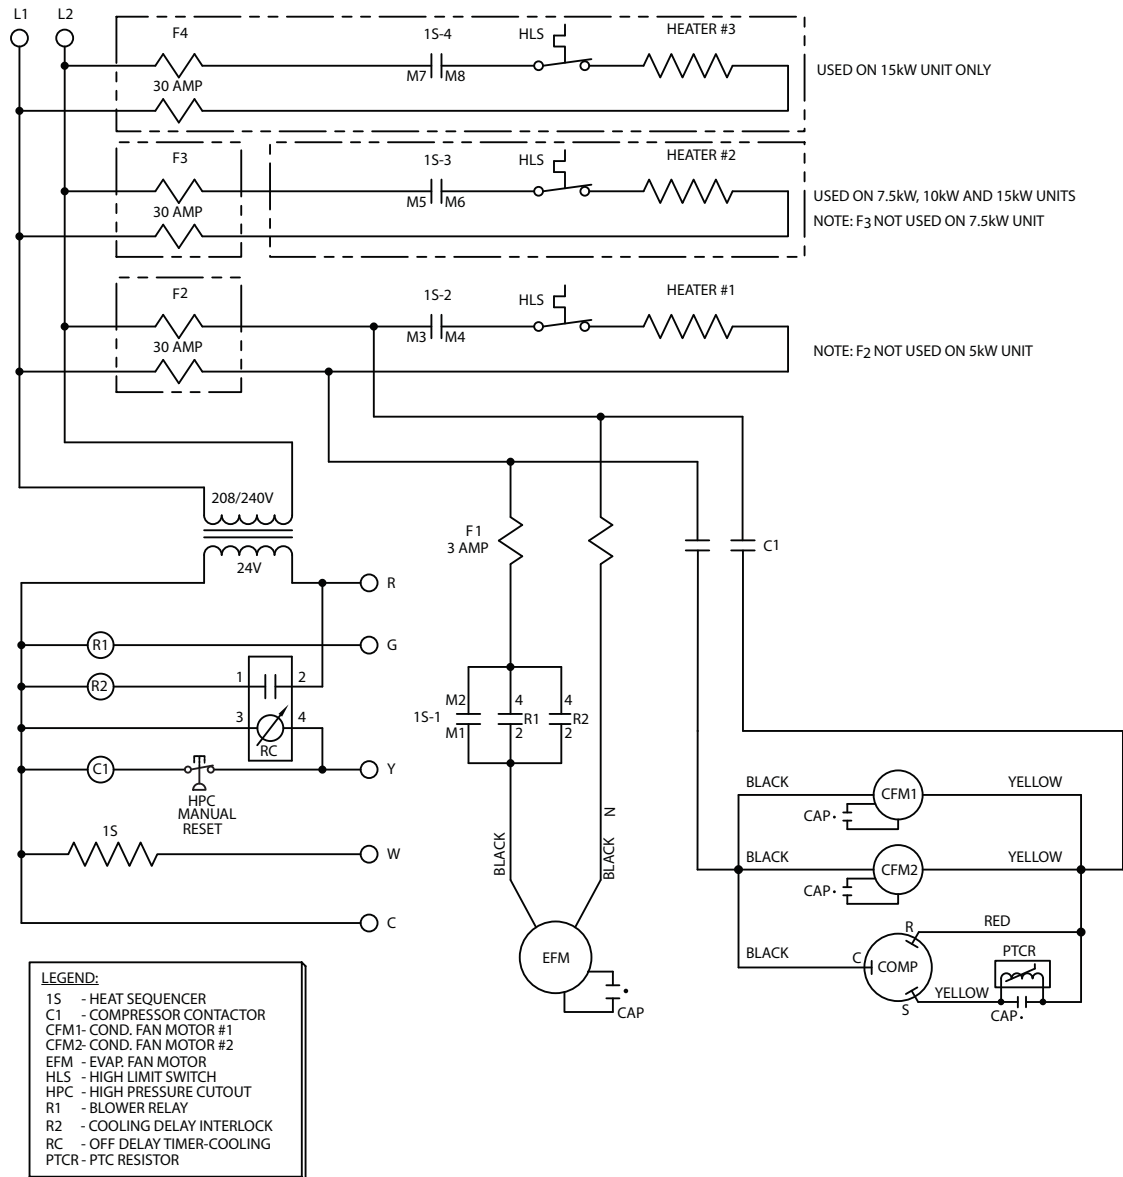 L1 L2
F4 1S-4 HLS HEATER #3
M7 M8
30 AMP
USED ON 15kW UNIT ONLY
F3 1S-3 HLS HEATER #2
M5 M6
30 AMP
USED ON 7.5kW, 10kW AND 15kW UNITS
NOTE: F3 NOT USED ON 7.5kW UNIT
F2 1S-2 HLS HEATER #1
M3 M4
30 AMP
NOTE: F2 NOT USED ON 5kW UNIT
208/240V
24V
F1
3 AMP
C1
R
R1 G
R2 1 2
3 4
RC
C1 Y
HPC
MANUAL
RESET
1S
W
C
M2 4 4
1S-1 R1 R2
M1 2 2
BLACK
BLACK N
EFM
CAP
BLACK CFM1 YELLOW
CAP
BLACK CFM2 YELLOW
CAP
R RED
BLACK C COMP PTCR
S YELLOW
CAP
LEGEND:
1S - HEAT SEQUENCER
C1 - COMPRESSOR CONTACTOR
CFM1- COND. FAN MOTOR #1
CFM2- COND. FAN MOTOR #2
EFM - EVAP. FAN MOTOR
HLS - HIGH LIMIT SWITCH
HPC - HIGH PRESSURE CUTOUT
R1 - BLOWER RELAY
R2 - COOLING DELAY INTERLOCK
RC - OFF DELAY TIMER-COOLING
PTCR - PTC RESISTOR